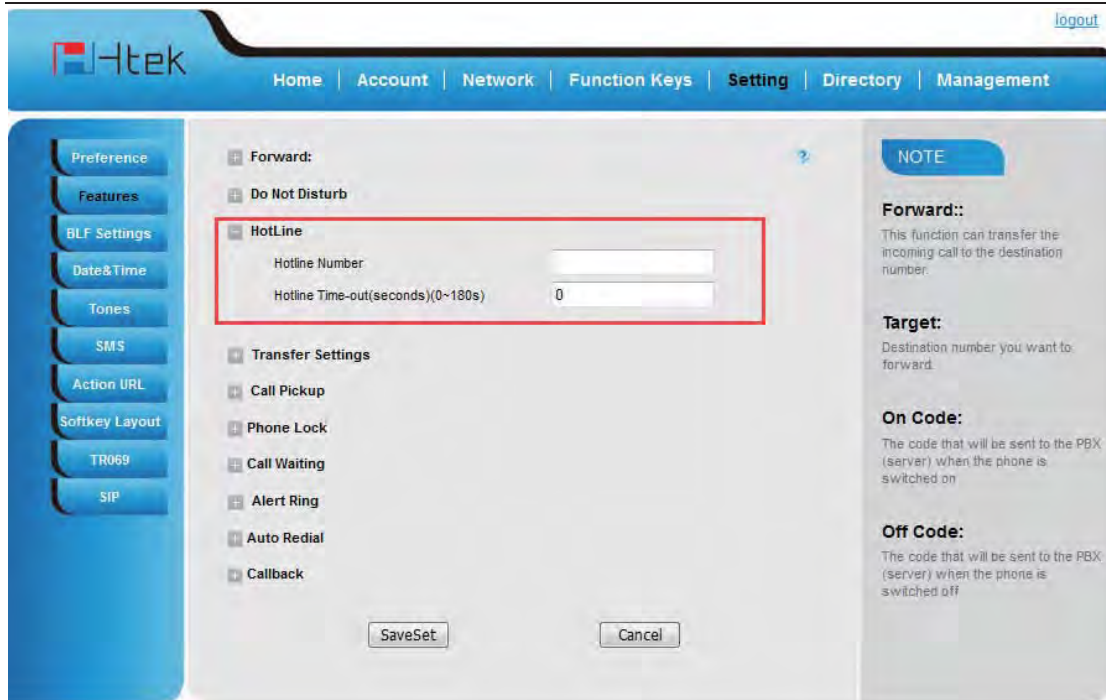 logout
Htek
Home | Account | Network | Function Keys | Setting | Directory | Management
Preference
Features
BLF Settings
Date&Time
Tones
SMS
Action URL
Softkey Layout
TR069
SIP
Forward:
Do Not Disturb
HotLine
Hotline Number
Hotline Time-out(seconds)(0~180s) 0
Transfer Settings
Call Pickup
Phone Lock
Call Waiting
Alert Ring
Auto Redial
Callback
SaveSet
Cancel
NOTE
Forward::
This function can transfer the
incoming call to the destination
number.
Target:
Destination number you want to
forward.
On Code:
The code that will be sent to the PBX
(server) when the phone is
switched on
Off Code:
The code that will be sent to the PBX
(server) when the phone is
switched off